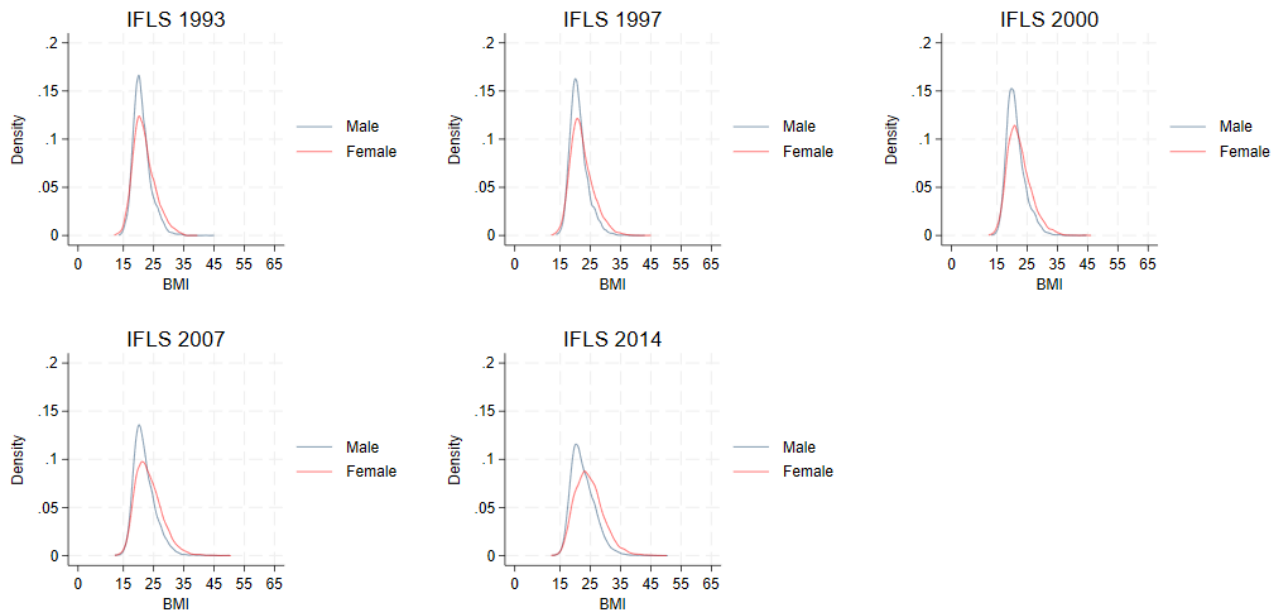 IFLS 1993
.2
.15
.1
.05
0
Density
0 15 25 35 45 55 65
BMI
Male
Female
IFLS 1997
.2
.15
.1
.05
0
Density
0 15 25 35 45 55 65
BMI
Male
Female
IFLS 2000
.2
.15
.1
.05
0
Density
0 15 25 35 45 55 65
BMI
Male
Female
IFLS 2007
.2
.15
.1
.05
0
Density
0 15 25 35 45 55 65
BMI
Male
Female
IFLS 2014
.2
.15
.1
.05
0
Density
0 15 25 35 45 55 65
BMI
Male
Female